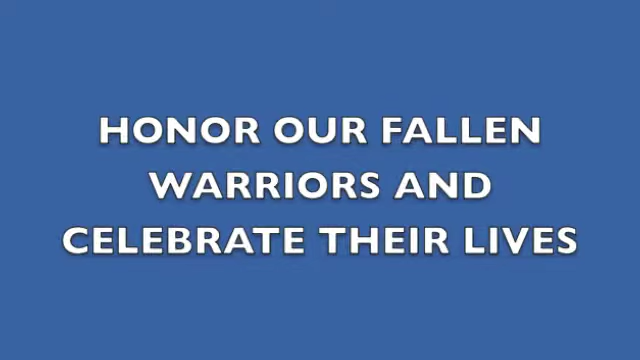 HONOR OUR FALLEN
WARRIORS AND
CELEBRATE THEIR LIVES